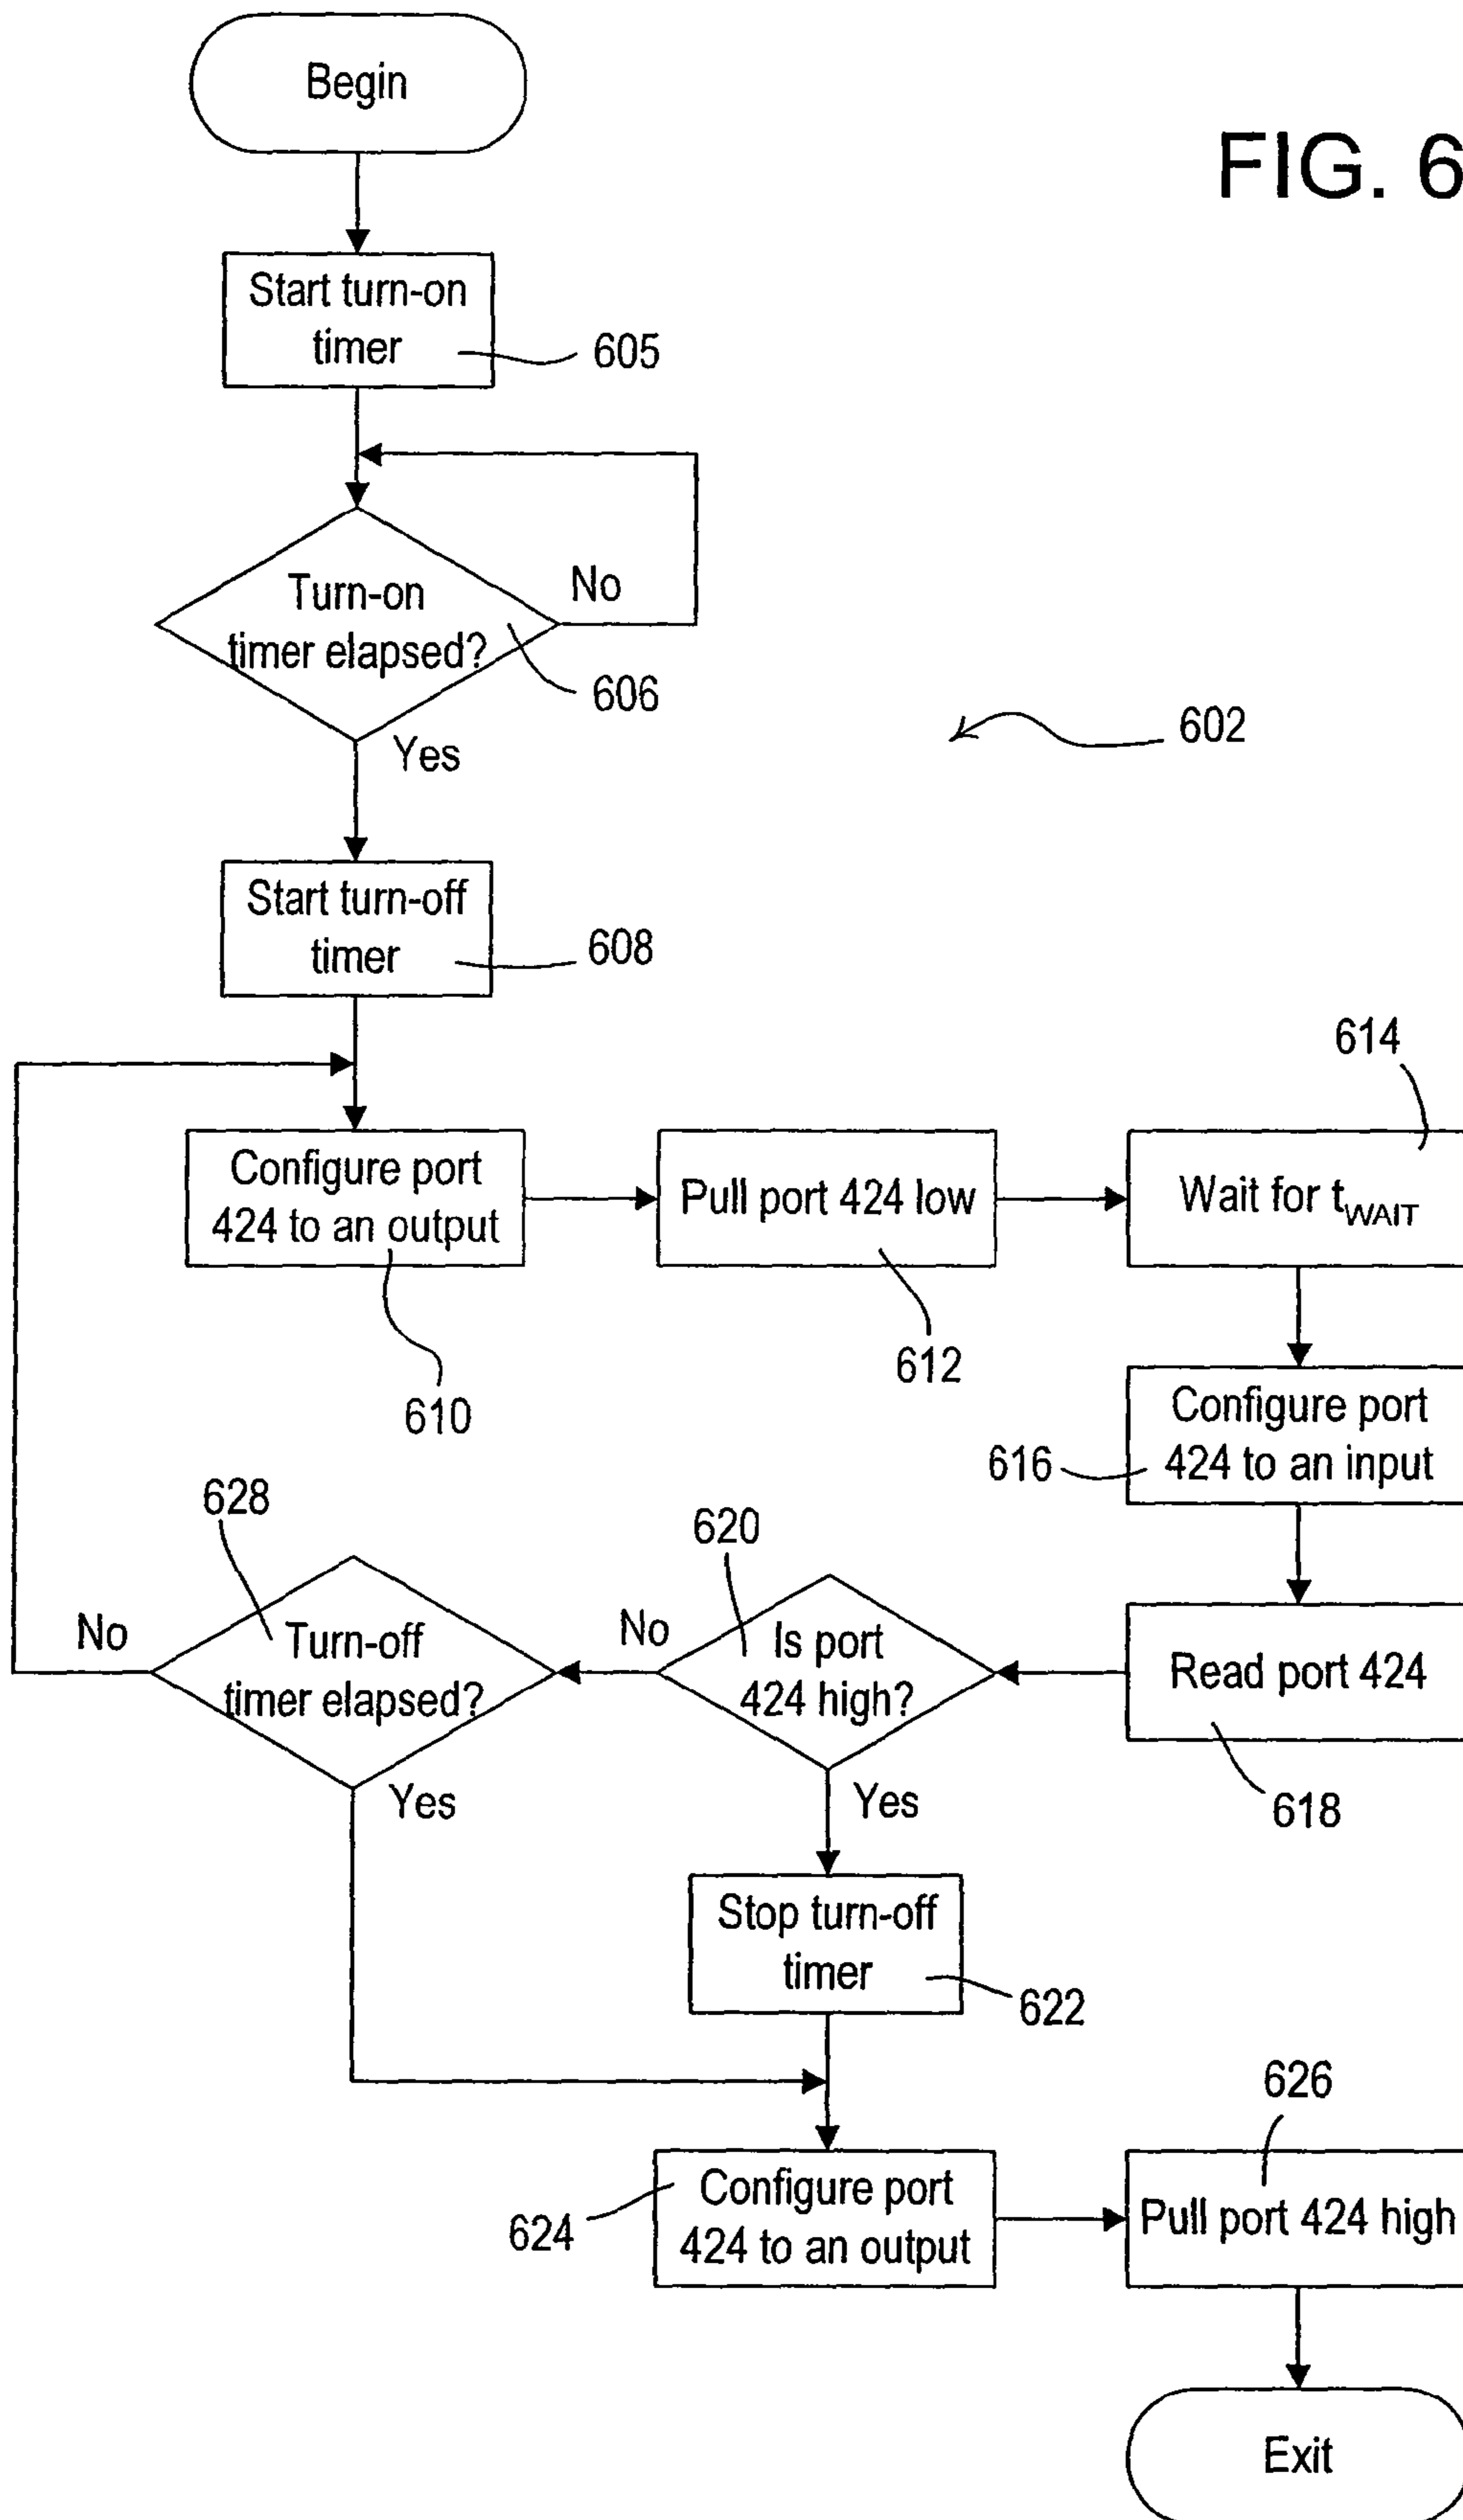 Begin
FIG. 6
Start turn-on
timer
605
No
Turn-on
timer elapsed?
606
602
Yes
Start turn-off
timer
608
614
Configure port
424 to an output
Pull port 424 low
Wait for tWAIT
612
610
Configure port
424 to an input
616
628
620
No
Turn-off
timer elapsed?
No
Is port
424 high?
Read port 424
618
Yes
Yes
Stop turn-off
timer
622
626
Configure port
424 to an output
624
Pull port 424 high
Exit